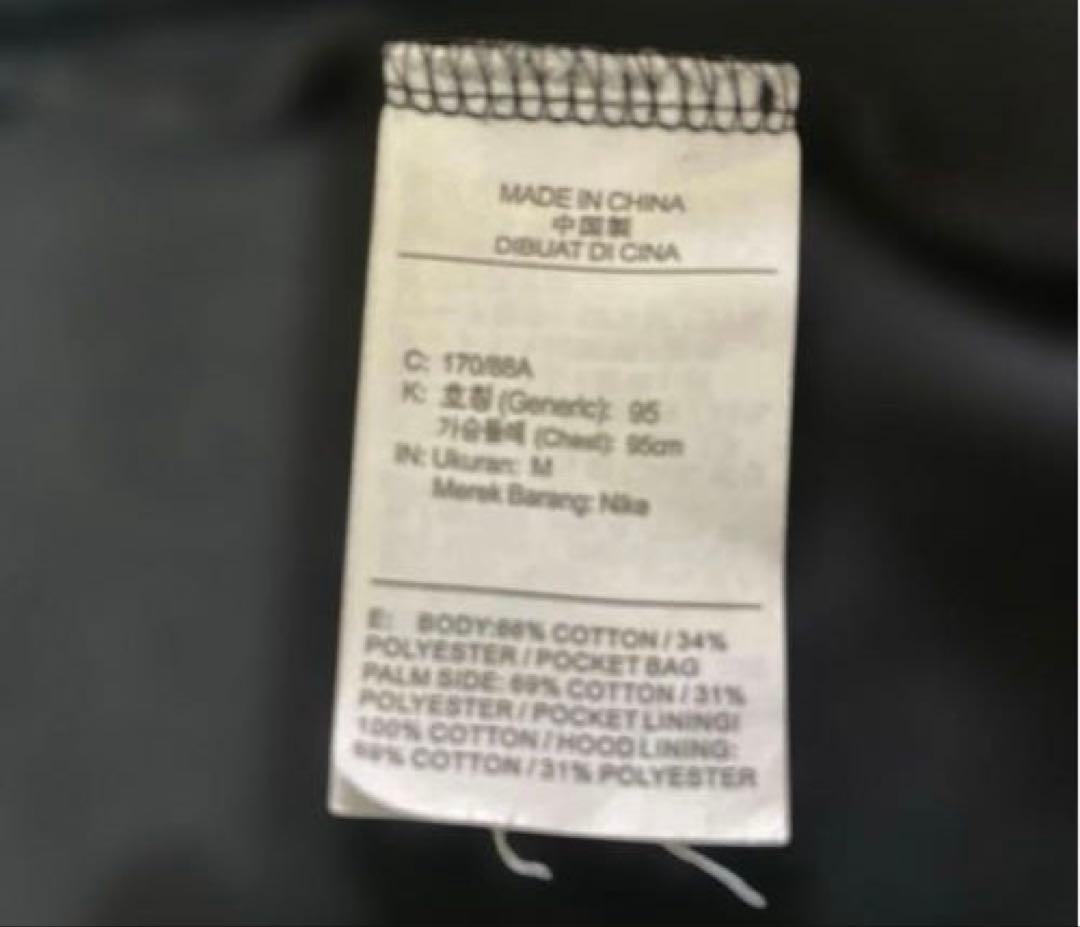 MADE IN CHINA
中国製
DIBUAT DI CINA
C: 170/88A
K: 호칭 (Generic): 95
가슴둘레 (Chest): 95cm
IN: Ukuran: M
Merek Barang: Nike
E: BODY:66% COTTON / 34%
POLYESTER / POCKET BAG
PALM SIDE: 69% COTTON / 31%
POLYESTER / POCKET LINING:
100% COTTON / HOOD LINING:
69% COTTON / 31% POLYESTER